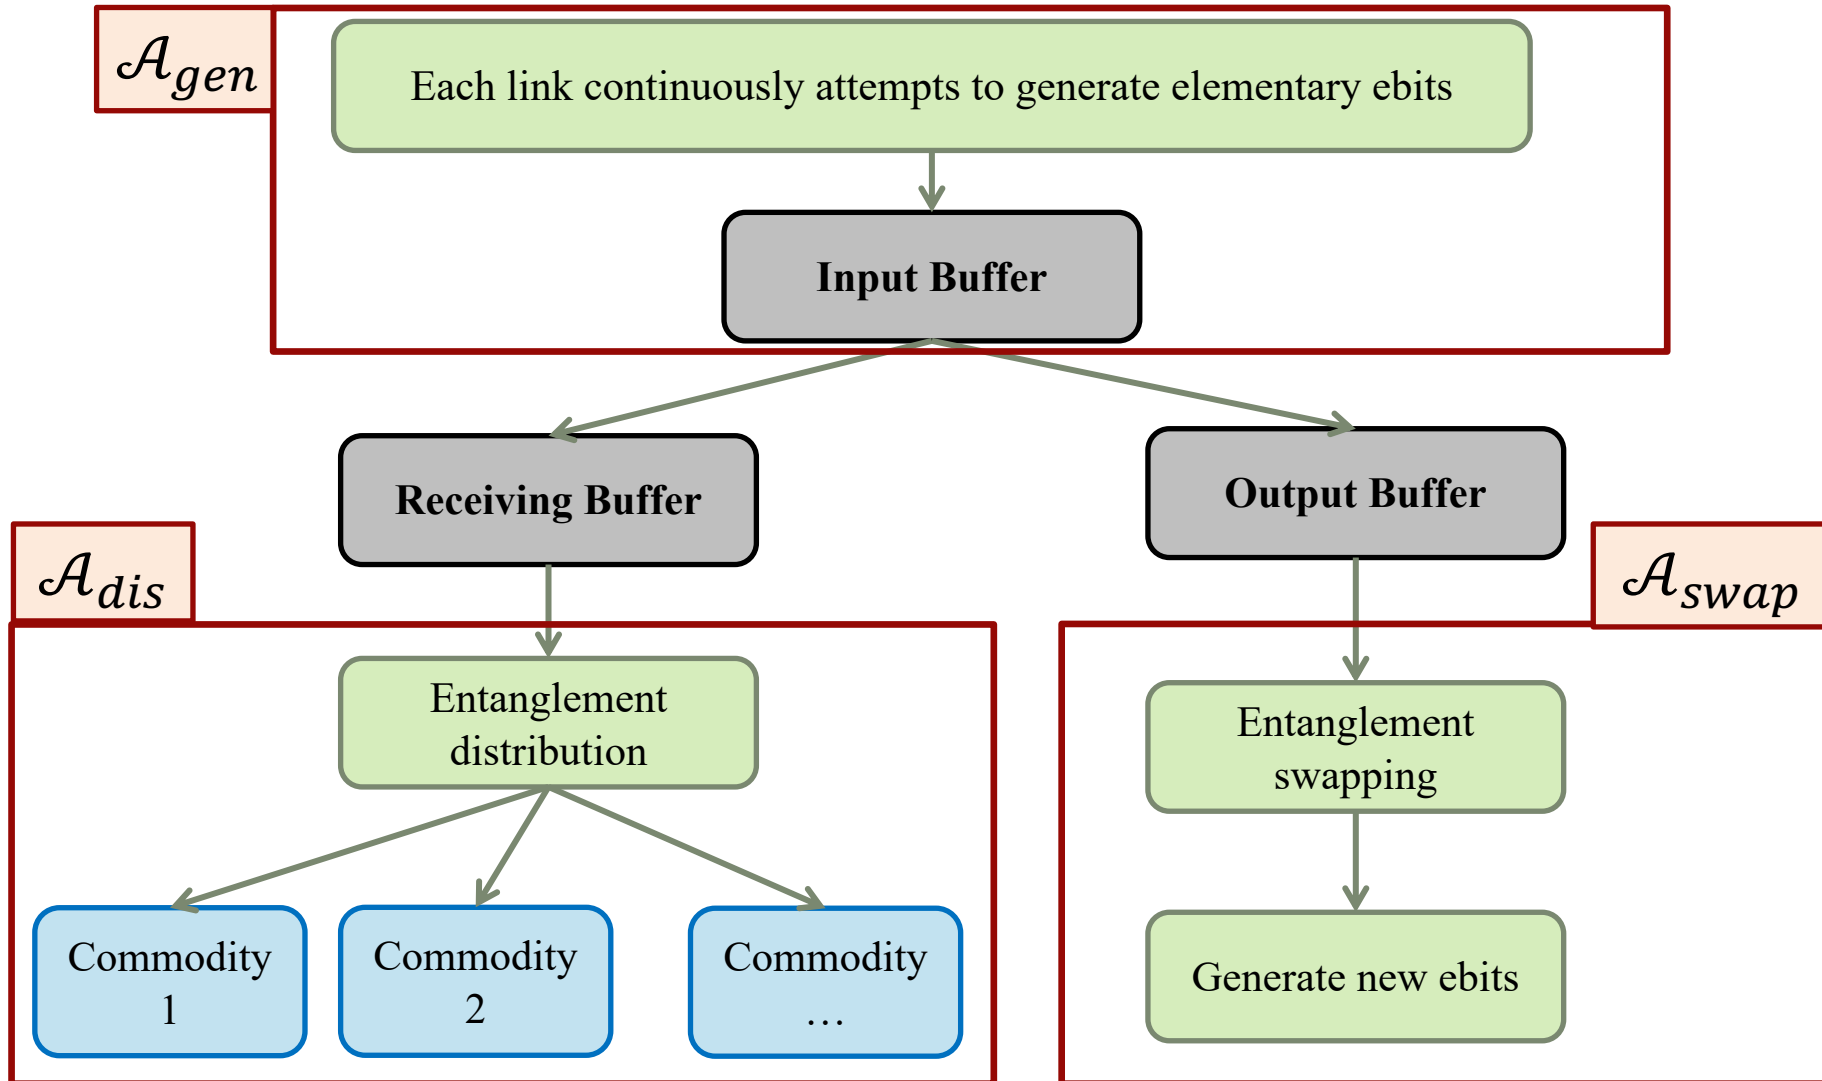 𝒜gen
Each link continuously attempts to generate elementary ebits
Input Buffer
Receiving Buffer
Output Buffer
𝒜dis
𝒜swap
Entanglement
distribution
Entanglement
swapping
Commodity
1
Commodity
2
Commodity
…
Generate new ebits